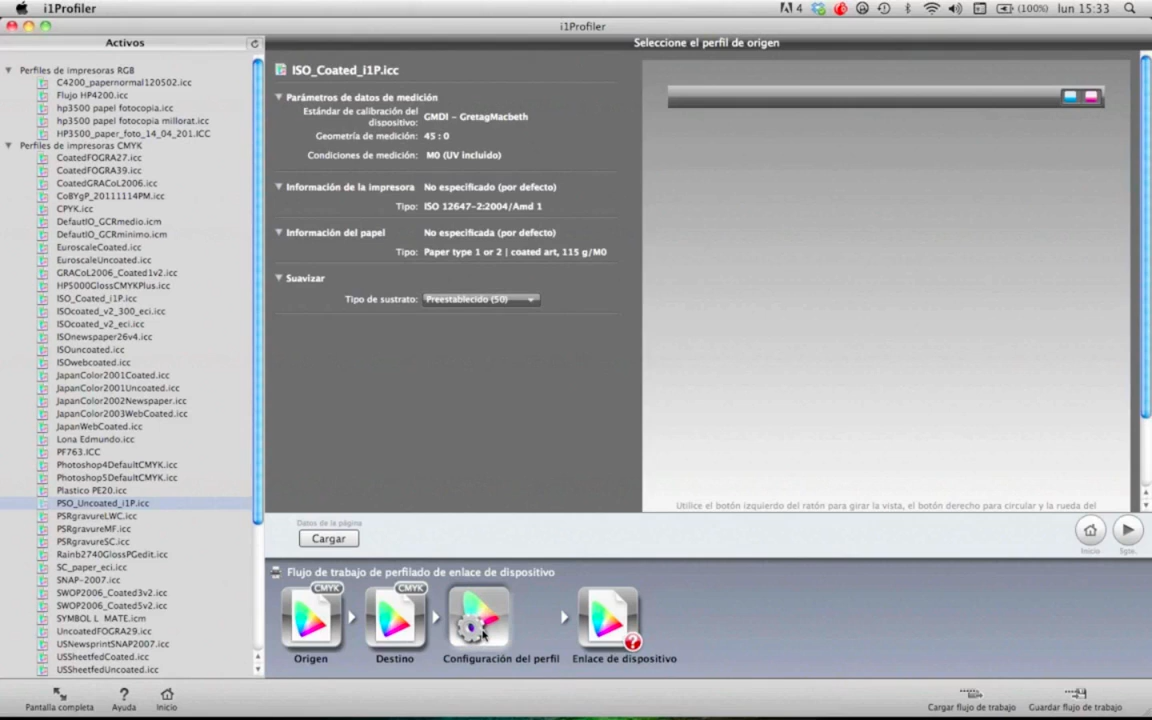 i1Profiler
4
(100%)
lun 15:33
i1Profiler
Activos
Seleccione el perfil de origen
Perfiles de impresoras RGB
C4200_papernormal120502.icc
Flujo HP4200.icc
hp3500 papel fotocopia.icc
hp3500 papel fotocopia millorat.icc
HP3500_paper_foto_14_04_201.ICC
Perfiles de impresoras CMYK
CoatedFOGRA27.icc
CoatedFOGRA39.icc
CoatedGRACoL2006.icc
CoBYgP_20111114PM.icc
CPYK.icc
DefautIO_GCRmedio.icm
DefautIO_GCRminimo.icm
EuroscaleCoated.icc
EuroscaleUncoated.icc
GRACoL2006_Coated1v2.icc
HP5000GlossCMYKPlus.icc
ISO_Coated_i1P.icc
ISOcoated_v2_300_eci.icc
ISOcoated_v2_eci.icc
ISOnewspaper26v4.icc
ISOuncoated.icc
ISOwebcoated.icc
JapanColor2001Coated.icc
JapanColor2001Uncoated.icc
JapanColor2002Newspaper.icc
JapanColor2003WebCoated.icc
JapanWebCoated.icc
Lona Edmundo.icc
PF763.ICC
Photoshop4DefaultCMYK.icc
Photoshop5DefaultCMYK.icc
Plastico PE20.icc
PSO_Uncoated_i1P.icc
PSRgravureLWC.icc
PSRgravureMF.icc
PSRgravureSC.icc
Rainb2740GlossPGedit.icc
SC_paper_eci.icc
SNAP-2007.icc
SWOP2006_Coated3v2.icc
SWOP2006_Coated5v2.icc
SYMBOL L MATE.icm
UncoatedFOGRA29.icc
USNewsprintSNAP2007.icc
USSheetfedCoated.icc
USSheetfedUncoated.icc
ISO_Coated_i1P.icc
Parámetros de datos de medición
Estándar de calibración del dispositivo: GMDI - GretagMacbeth
Geometría de medición: 45 : 0
Condiciones de medición: M0 (UV incluido)
Información de la impresora No especificado (por defecto)
Tipo: ISO 12647-2:2004/Amd 1
Información del papel No especificada (por defecto)
Tipo: Paper type 1 or 2 | coated art, 115 g/M0
Suavizar
Tipo de sustrato: Preestablecido (50)
Utilice el botón izquierdo del ratón para girar la vista, el botón derecho para circular y la rueda del
Datos de la página
Cargar
Inicio
Sgte.
Flujo de trabajo de perfilado de enlace de dispositivo
CMYK
CMYK
?
Origen
Destino
Configuración del perfil
Enlace de dispositivo
?
Pantalla completa
Ayuda
Inicio
Cargar flujo de trabajo
Guardar flujo de trabajo